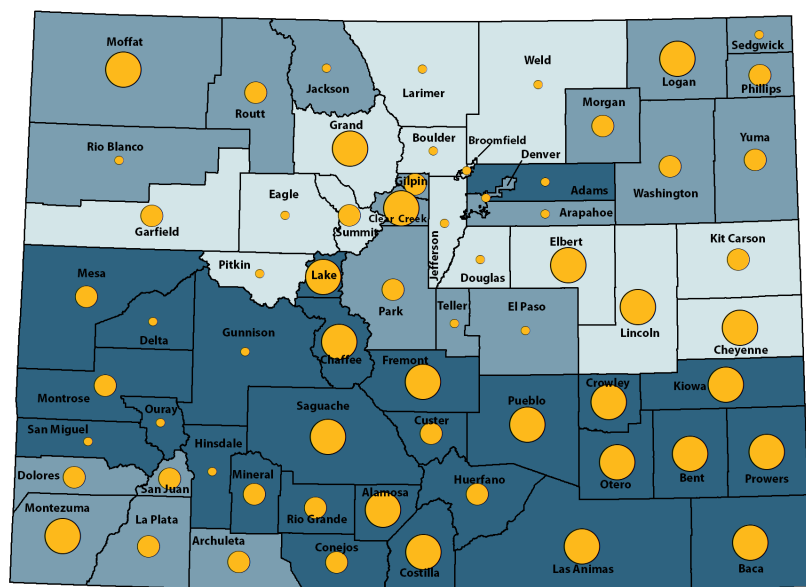 Moffat
Routt
Jackson
Larimer
Weld
Logan
Sedgwick
Phillips
Morgan
Grand
Boulder
Broomfield
Denver
Rio Blanco
Yuma
Washington
Gilpin
Adams
Eagle
Clear Creek
Arapahoe
Garfield
Summit
Jefferson
Elbert
Kit Carson
Pitkin
Douglas
Mesa
Lake
Park
Teller
El Paso
Lincoln
Cheyenne
Delta
Gunnison
Chaffee
Fremont
Crowley
Kiowa
Montrose
Ouray
Saguache
Custer
Pueblo
San Miguel
Hinsdale
Dolores
San Juan
Mineral
Alamosa
Huerfano
Otero
Bent
Prowers
Montezuma
La Plata
Rio Grande
Archuleta
Conejos
Costilla
Las Animas
Baca